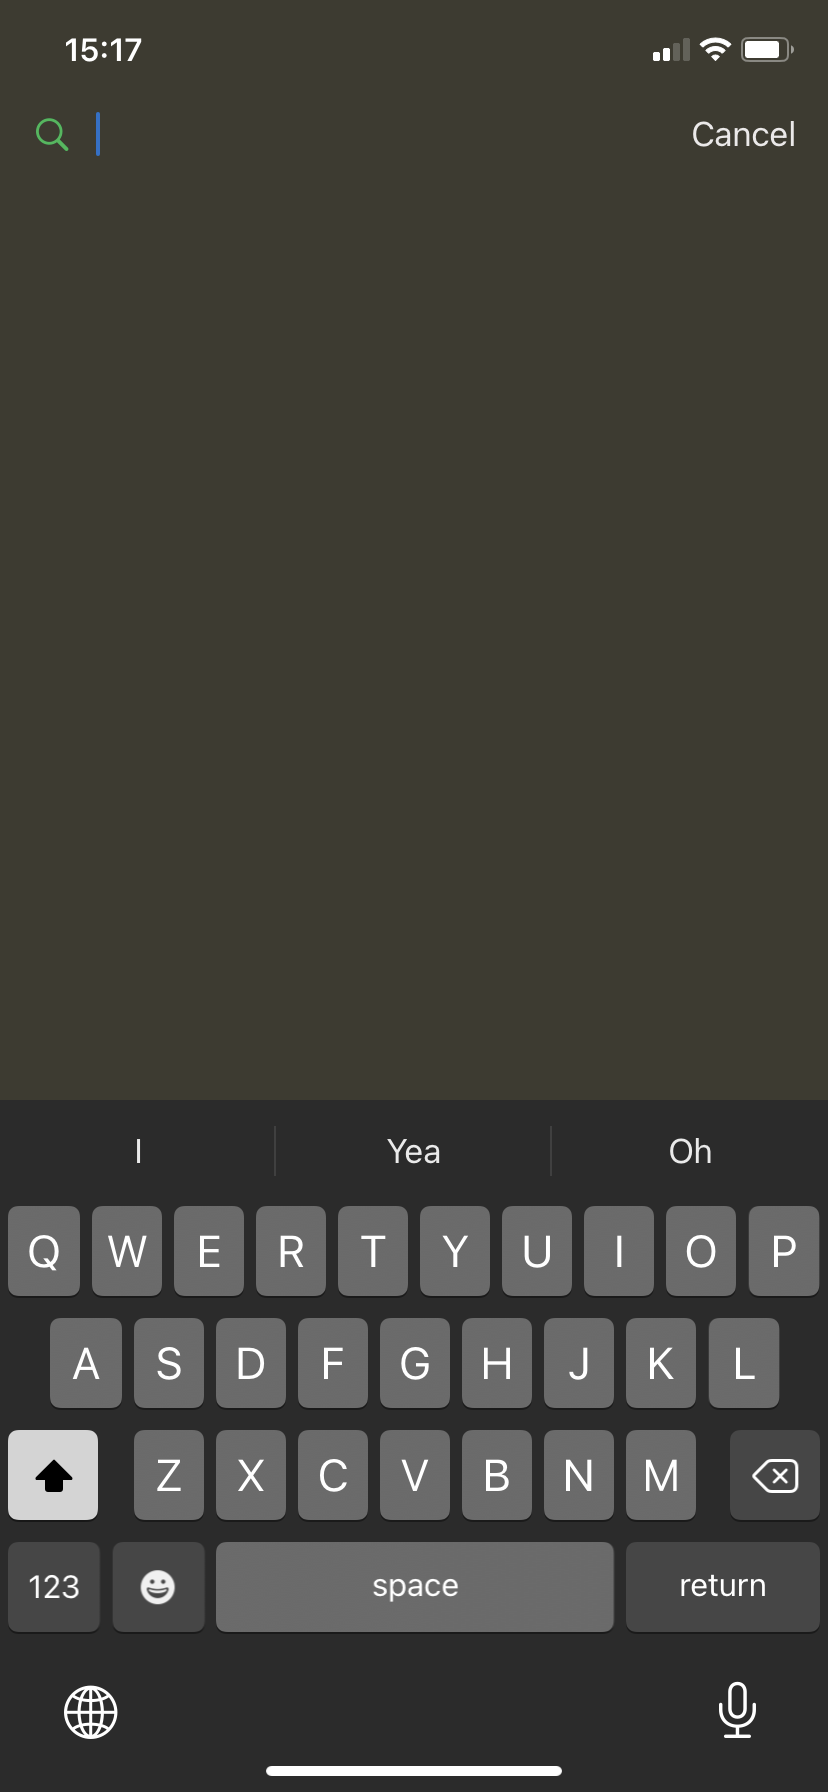 15:17
Cancel
I Yea Oh
Q W E R T Y U I O P
A S D F G H J K L
Z X C V B N M
123 space return